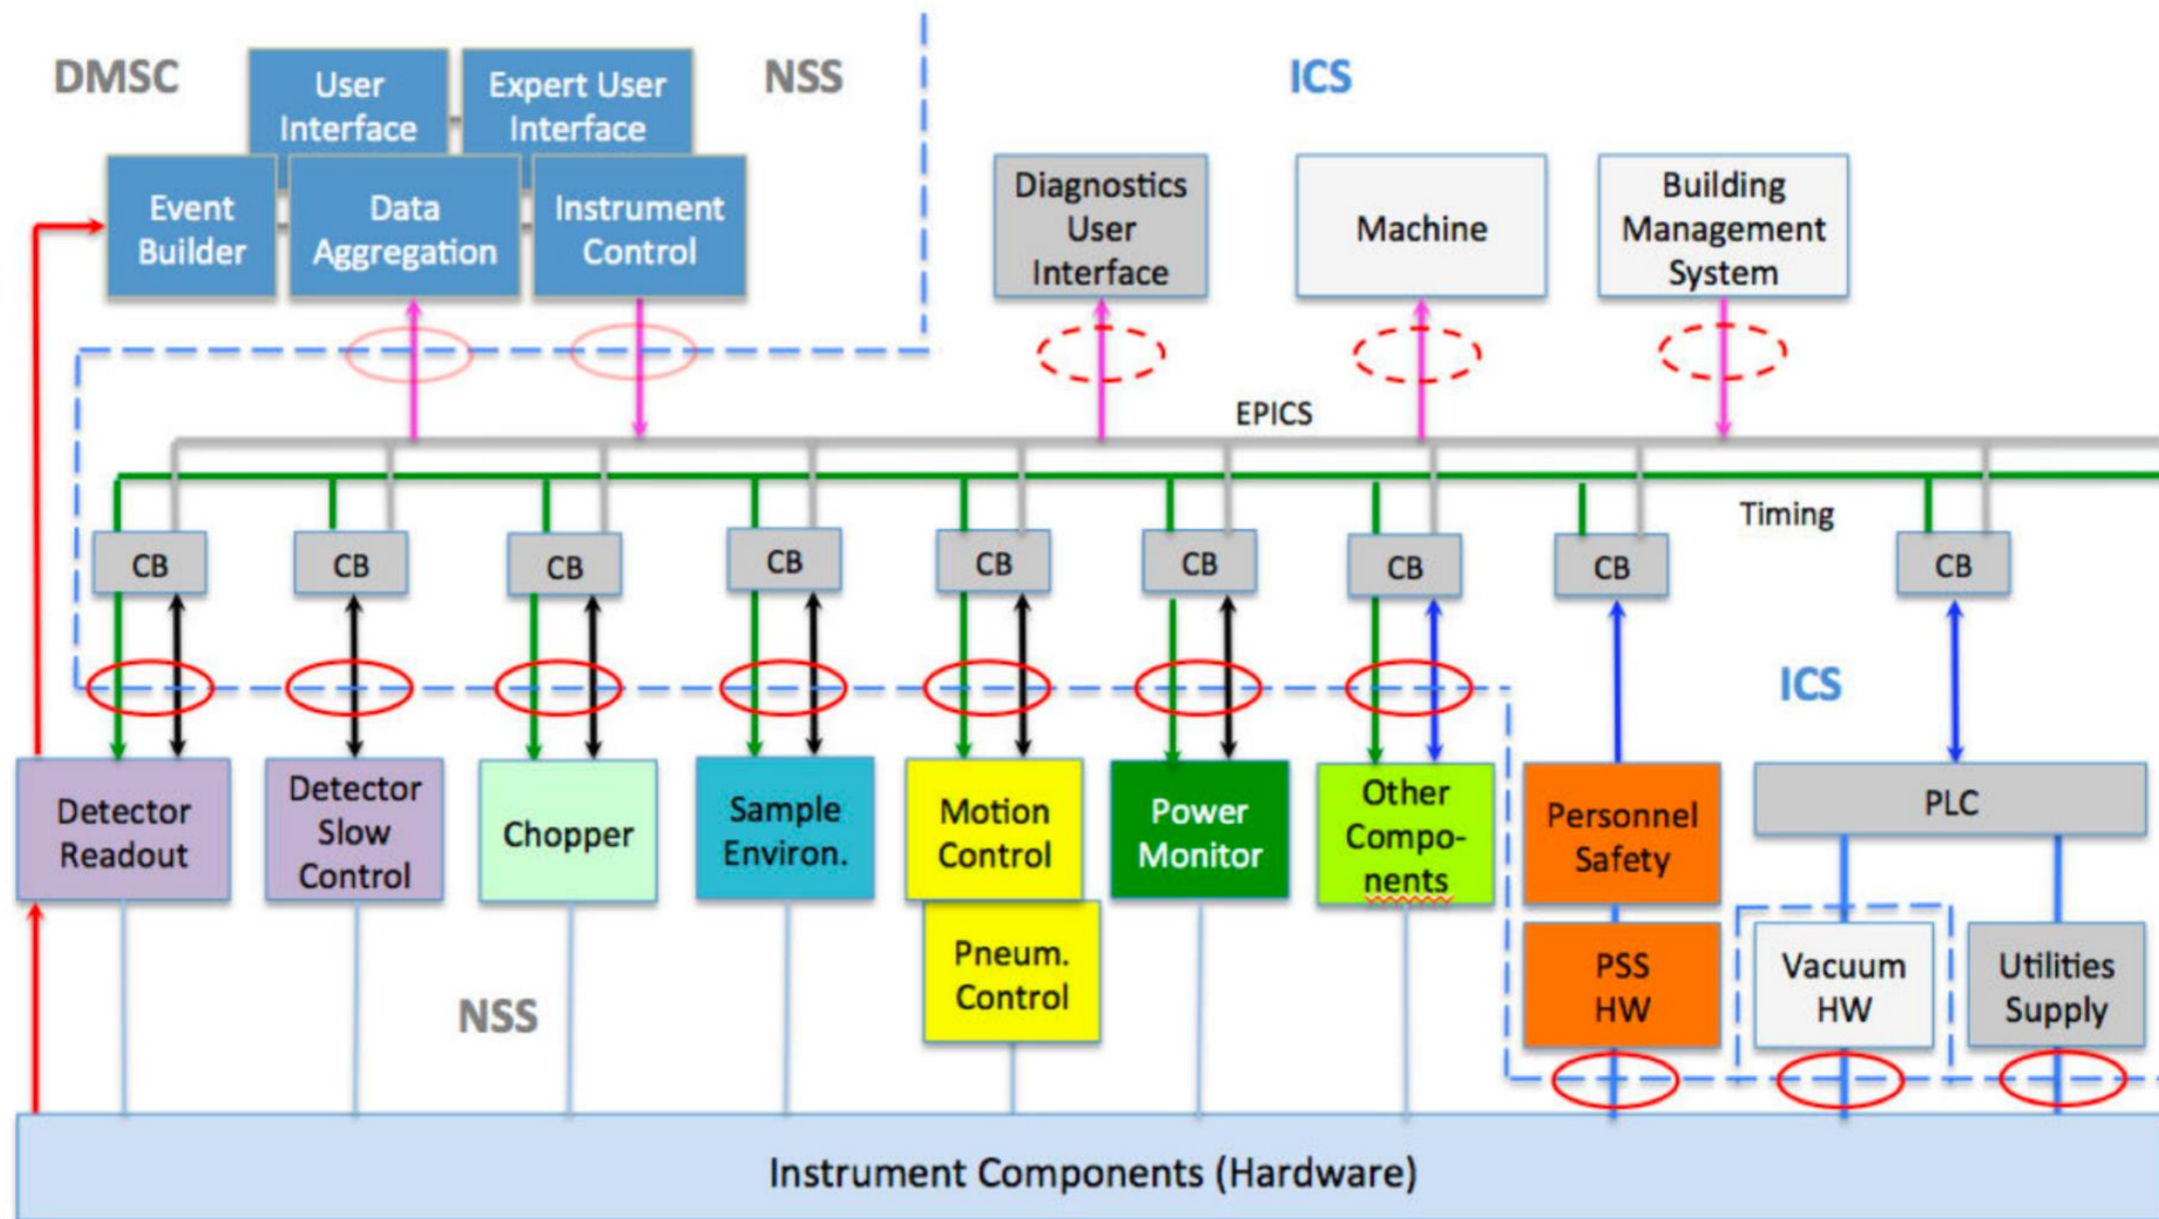 DMSC
User
Interface
Expert User
Interface
NSS
ICS
Event
Builder
Data
Aggregation
Instrument
Control
Diagnostics
User
Interface
Machine
Building
Management
System
EPICS
Timing
CB
CB
CB
CB
CB
CB
CB
CB
CB
ICS
Detector
Readout
Detector
Slow
Control
Chopper
Sample
Environ.
Motion
Control
Power
Monitor
Other
Compo-
nents
Personnel
Safety
PLC
Pneum.
Control
PSS
HW
Vacuum
HW
Utilities
Supply
NSS
Instrument Components (Hardware)